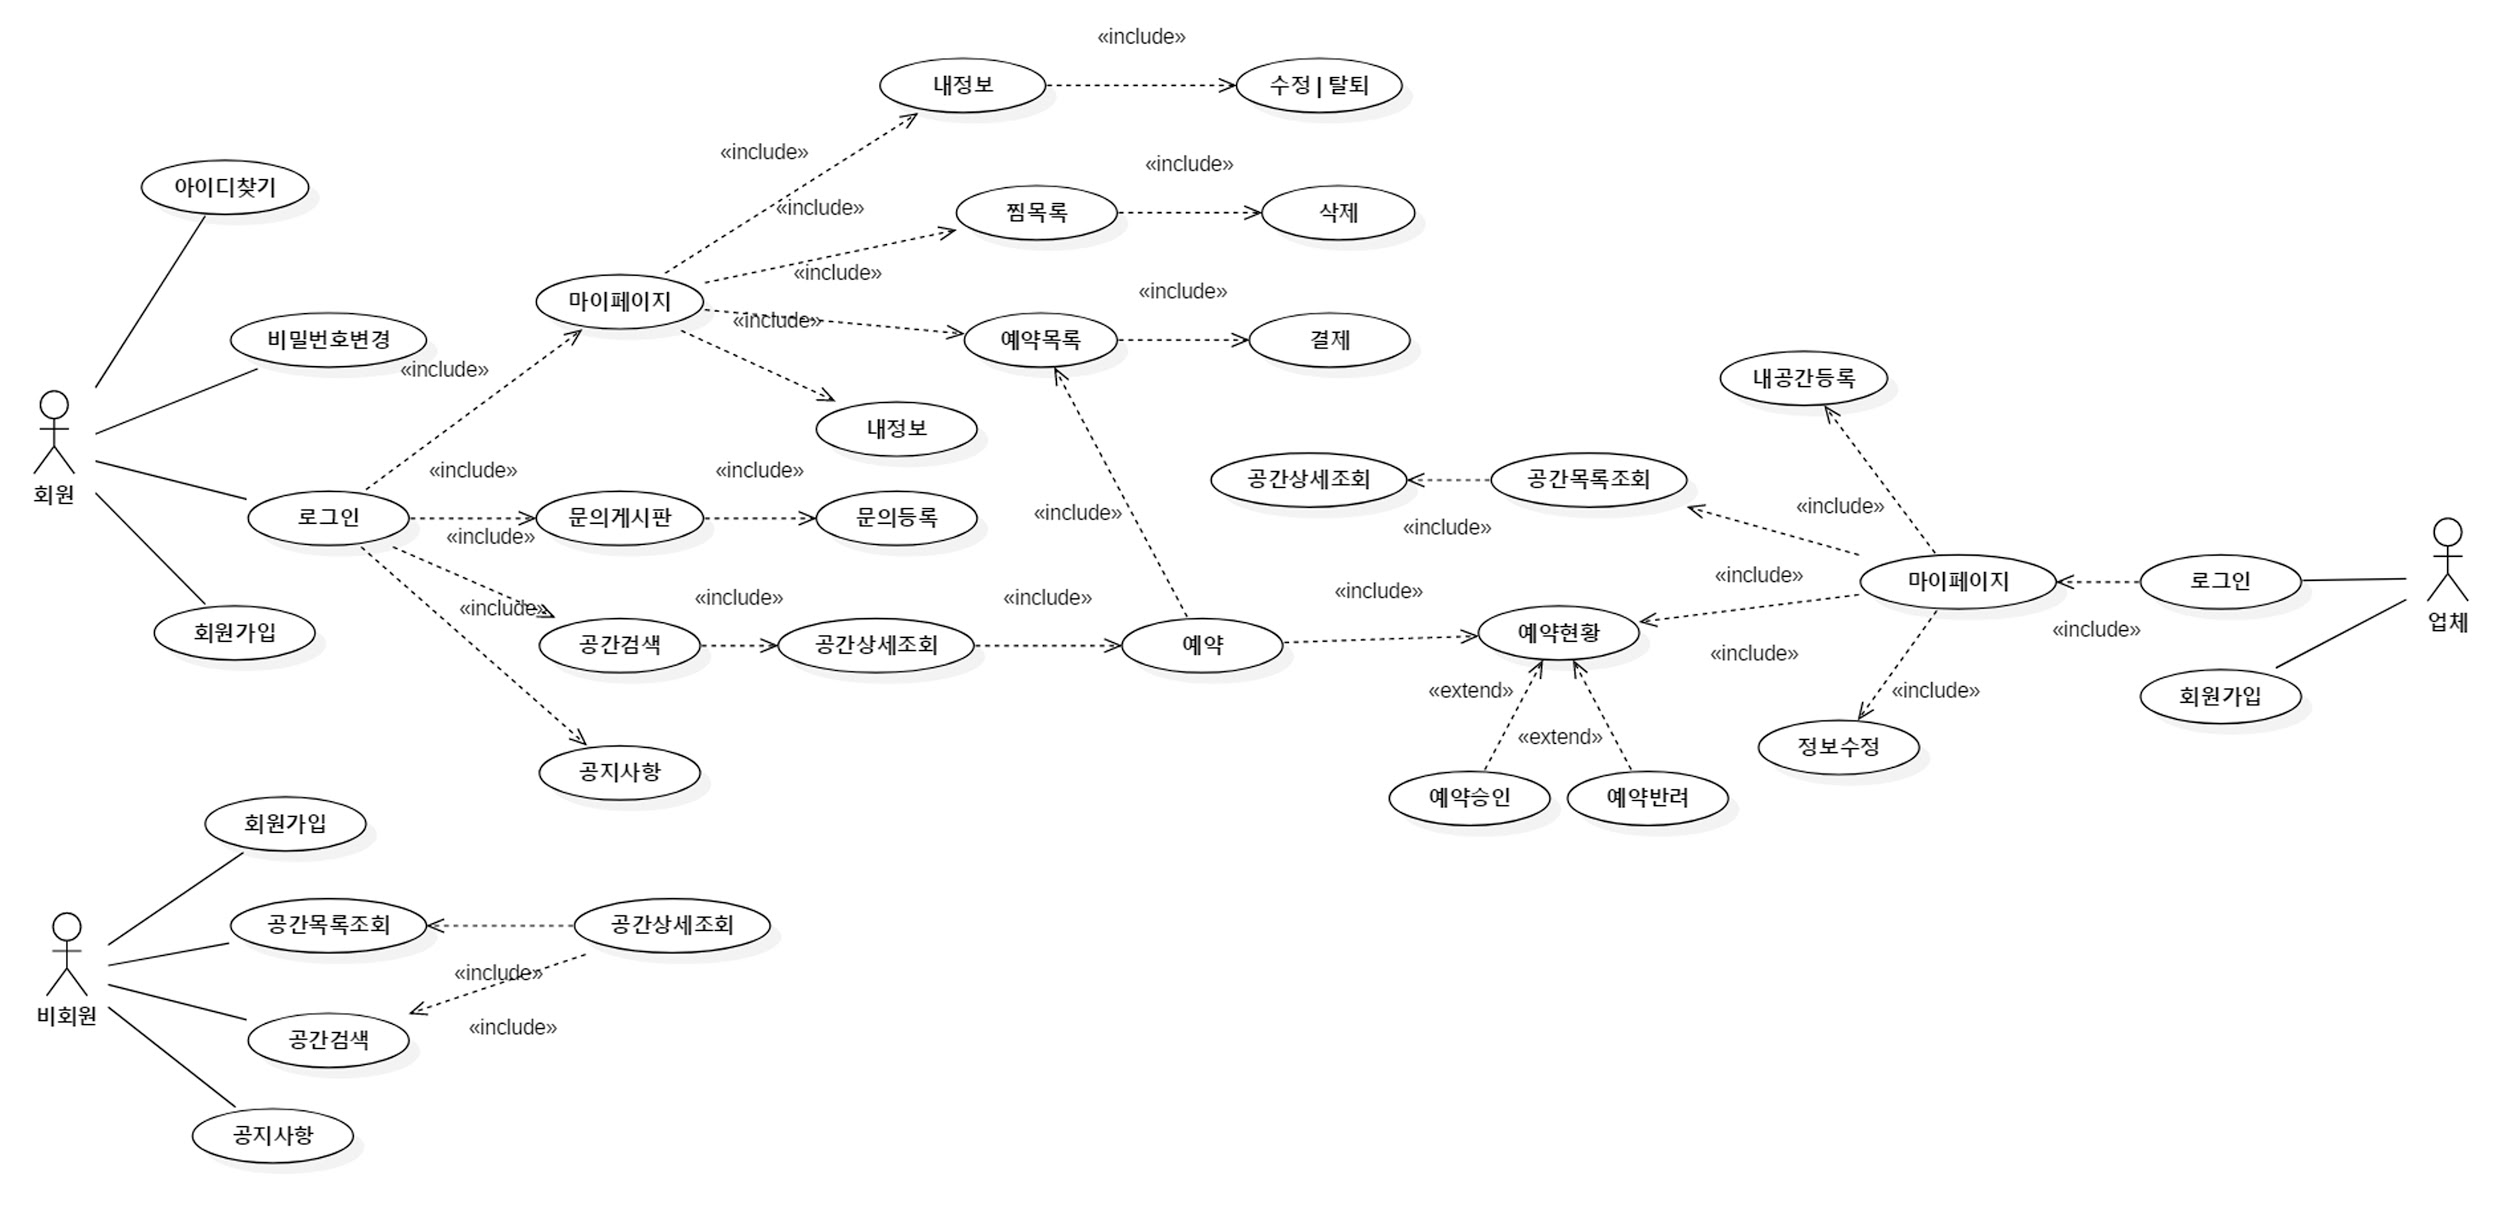 «include»
내정보
수정 | 탈퇴
«include»
«include»
아이디찾기
«include»
찜목록
삭제
«include»
마이페이지
«include»
«include»
비밀번호변경
예약목록
결제
«include»
내공간등록
내정보
«include»
«include»
공간상세조회
공간목록조회
회원
«include»
«include»
로그인
문의게시판
문의등록
«include»
«include»
«include»
마이페이지
로그인
«include»
«include»
«include»
«include»
업체
«include»
회원가입
공간검색
공간상세조회
예약
예약현황
«include»
«include»
«extend»
«include»
회원가입
«extend»
정보수정
공지사항
예약승인
예약반려
회원가입
공간목록조회
공간상세조회
«include»
비회원
«include»
공간검색
공지사항